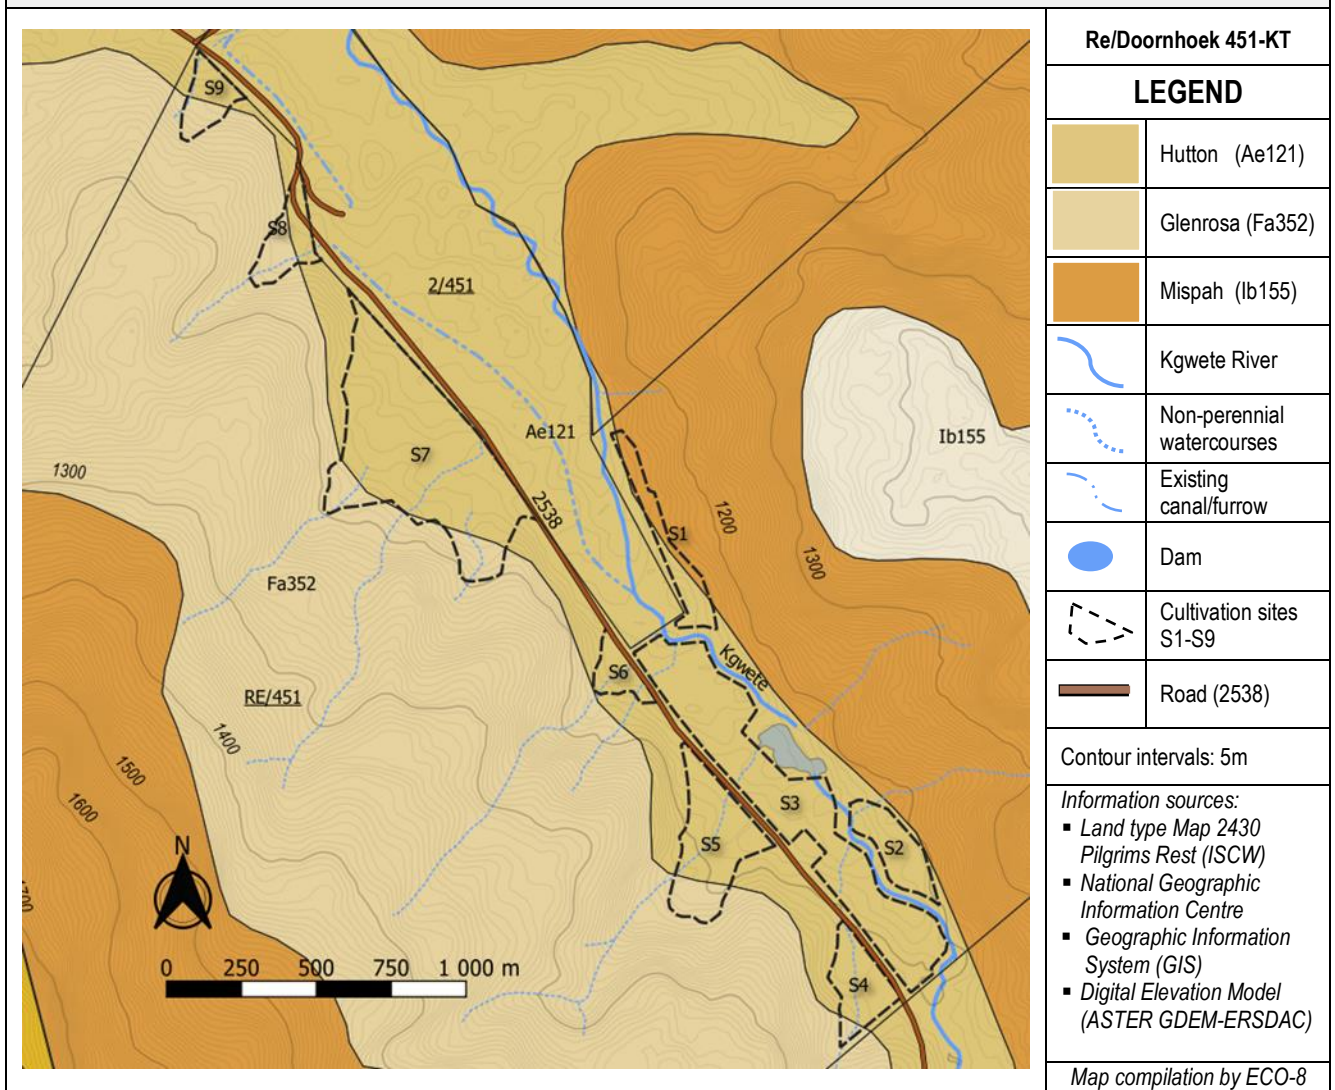 S9
S8
2/451
Ae121
Ib155
S7
1300
2538
S1
1200
1300
Fa352
Kgwete
S6
RE/451
1400
1500
1600
S3
S5
S2
N
0 250 500 750 1 000 m
S4
Re/Doornhoek 451-KT
LEGEND
Hutton (Ae121)
Glenrosa (Fa352)
Mispah (Ib155)
Kgwete River
Non-perennial
watercourses
Existing
canal/furrow
Dam
Cultivation sites
S1-S9
Road (2538)
Contour intervals: 5m
Information sources:
▪ Land type Map 2430
Pilgrims Rest (ISCW)
▪ National Geographic
Information Centre
▪ Geographic Information
System (GIS)
▪ Digital Elevation Model
(ASTER GDEM-ERSDAC)
Map compilation by ECO-8